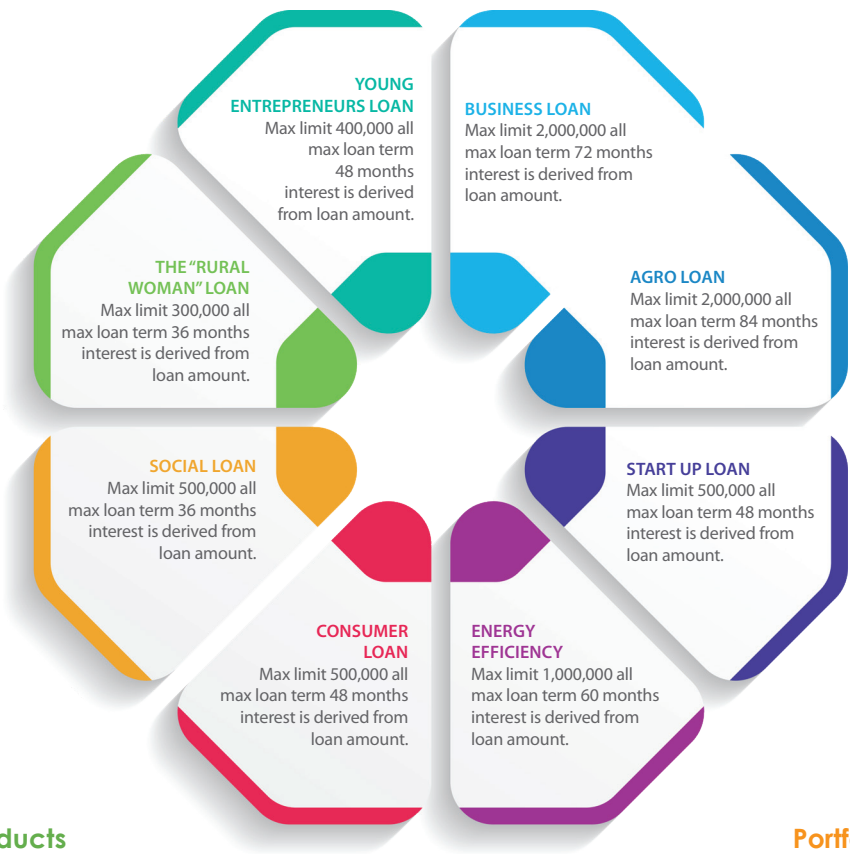 YOUNG
ENTREPRENEURS LOAN
Max limit 400,000 all
max loan term
48 months
interest is derived
from loan amount.
BUSINESS LOAN
Max limit 2,000,000 all
max loan term 72 months
interest is derived from
loan amount.
THE “RURAL
WOMAN” LOAN
Max limit 300,000 all
max loan term 36 months
interest is derived from
loan amount.
AGRO LOAN
Max limit 2,000,000 all
max loan term 84 months
interest is derived from
loan amount.
SOCIAL LOAN
Max limit 500,000 all
max loan term 36 months
interest is derived from
loan amount.
START UP LOAN
Max limit 500,000 all
max loan term 48 months
interest is derived from
loan amount.
CONSUMER
LOAN
Max limit 500,000 all
max loan term 48 months
interest is derived from
loan amount.
ENERGY
EFFICIENCY
Max limit 1,000,000 all
max loan term 60 months
interest is derived from
loan amount.
ducts
Portf